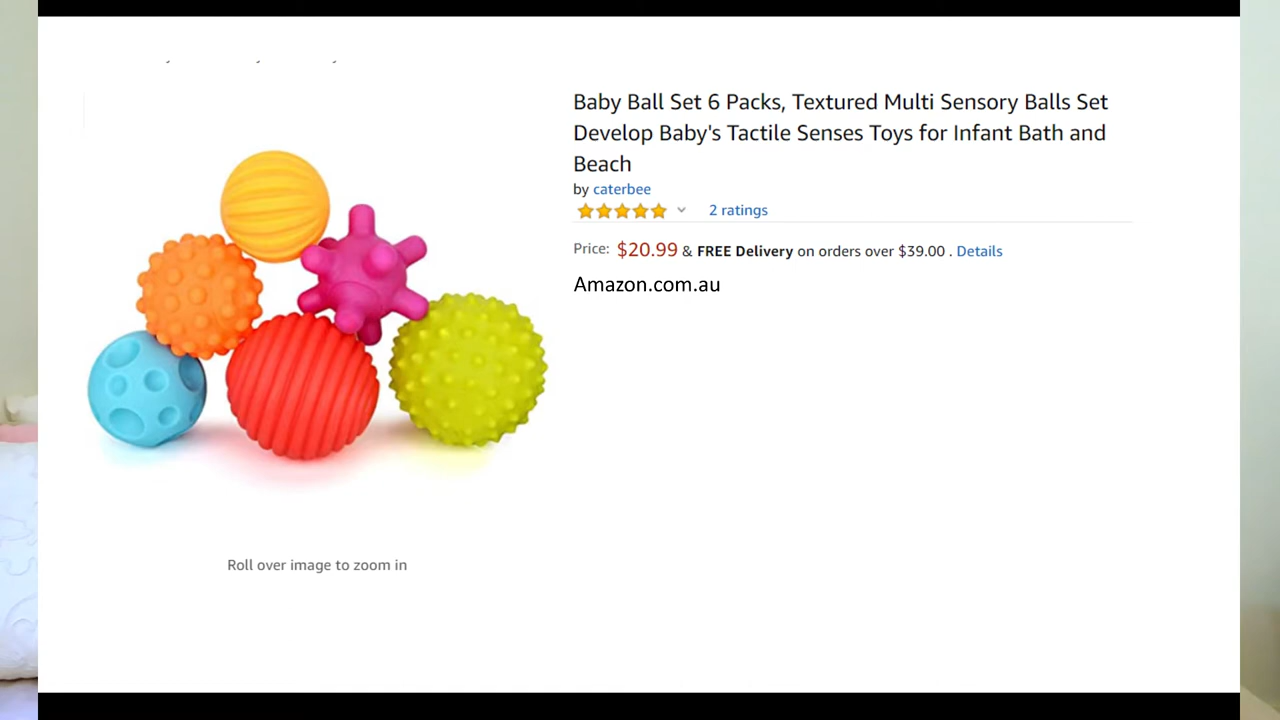 Baby Ball Set 6 Packs, Textured Multi Sensory Balls Set
Develop Baby's Tactile Senses Toys for Infant Bath and
Beach
by caterbee
2 ratings
Price: $20.99 & FREE Delivery on orders over $39.00 . Details
Amazon.com.au
Roll over image to zoom in